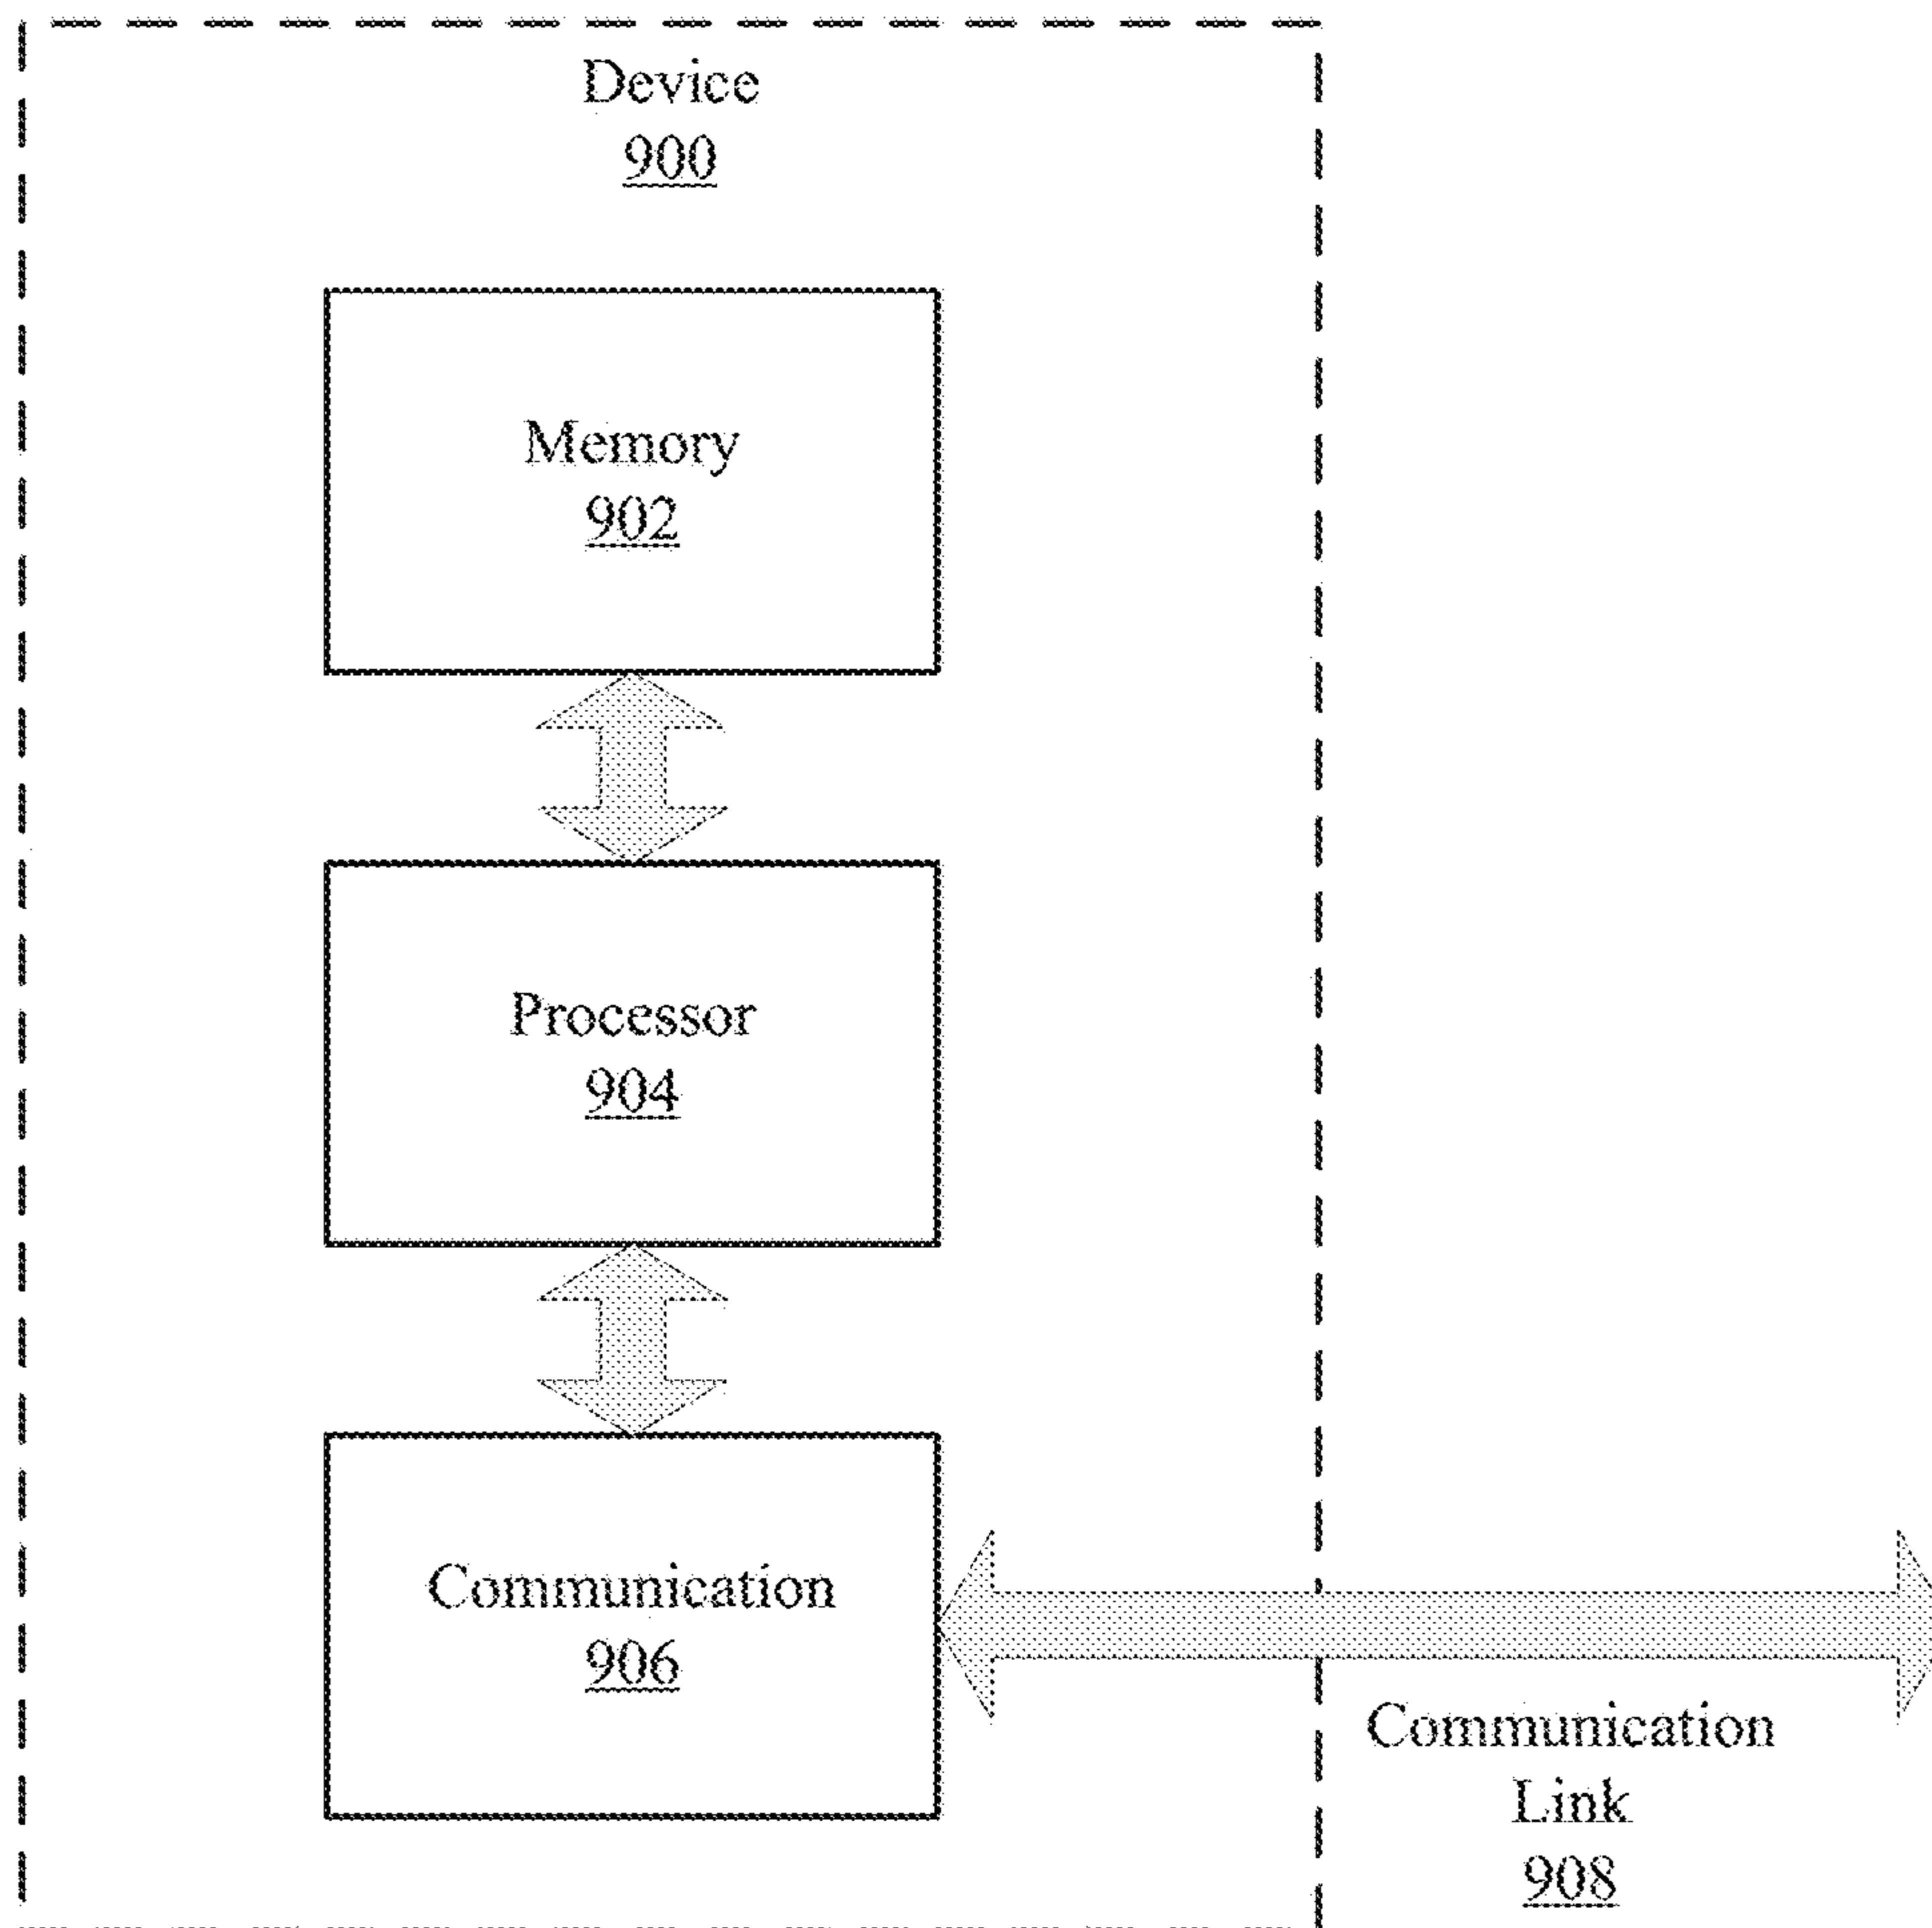 Device
900
Memory
902
Processor
904
Communication
906
Communication
Link
908